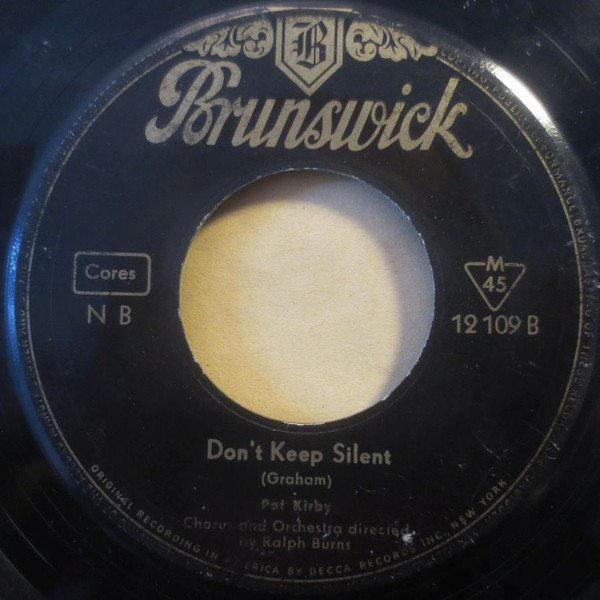 B
Brunswick
Cores
N B
M
45
12 109 B
Don't Keep Silent
(Graham)
Pat Kirby
Chorus and Orchestra directed
by Ralph Burns
ORIGINAL RECORDING IN AMERICA BY DECCA RECORDS INC. NEW YORK